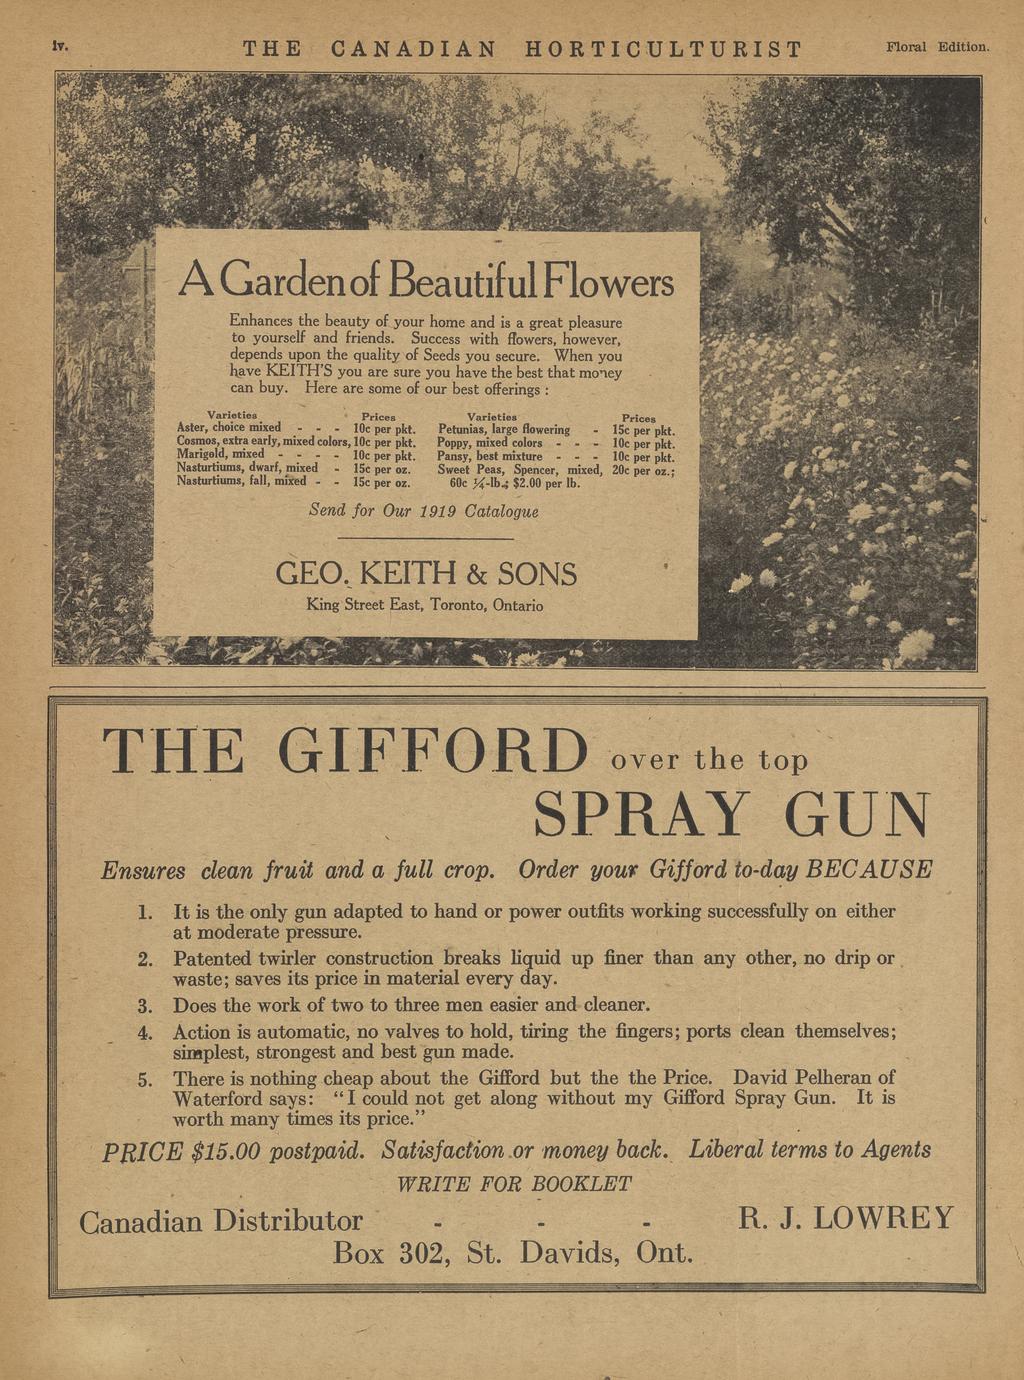 iv.
THE CANADIAN HORTICULTURIST
Floral Edition.
A Garden of Beautiful Flowers
Enhances the beauty of your home and is a great pleasure
to yourself and friends. Success with flowers, however,
depends upon the quality of Seeds you secure. When you
have KEITH'S you are sure you have the best that money
can buy. Here are some of our best offerings :
Varieties Prices
Aster, choice mixed - - - 10c per pkt.
Cosmos, extra early, mixed colors, 10c per pkt.
Marigold, mixed - - - - 10c per pkt.
Nasturtiums, dwarf, mixed - 15c per oz.
Nasturtiums, fall, mixed - - 15c per oz.
Varieties Prices
Petunias, large flowering - 15c per pkt.
Poppy, mixed colors - - - 10c per pkt.
Pansy, best mixture - - - 10c per pkt.
Sweet Peas, Spencer, mixed, 20c per oz.;
60c ¼-lb.; $2.00 per lb.
Send for Our 1919 Catalogue
GEO. KEITH & SONS
King Street East, Toronto, Ontario
THE GIFFORD over the top
SPRAY GUN
Ensures clean fruit and a full crop. Order your Gifford to-day BECAUSE
1. It is the only gun adapted to hand or power outfits working successfully on either
at moderate pressure.
2. Patented twirler construction breaks liquid up finer than any other, no drip or
waste; saves its price in material every day.
3. Does the work of two to three men easier and cleaner.
4. Action is automatic, no valves to hold, tiring the fingers; ports clean themselves;
simplest, strongest and best gun made.
5. There is nothing cheap about the Gifford but the the Price. David Pelheran of
Waterford says: "I could not get along without my Gifford Spray Gun. It is
worth many times its price."
PRICE $15.00 postpaid. Satisfaction or money back. Liberal terms to Agents
WRITE FOR BOOKLET
Canadian Distributor - - - R. J. LOWREY
Box 302, St. Davids, Ont.